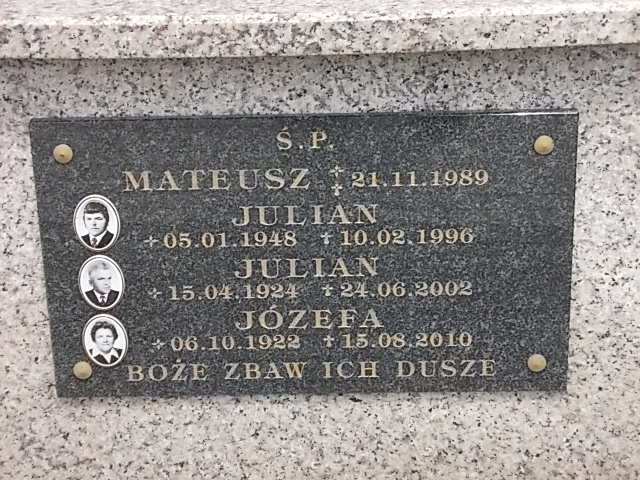 Ś.P.
MATEUSZ ⁎✝ 21.11.1989
JULIAN
⁎ 05.01.1948 ✝ 10.02.1996
JULIAN
⁎ 15.04.1924 ✝ 24.06.2002
JÓZEFA
⁎ 06.10.1922 ✝ 15.08.2010
BOŻE ZBAW ICH DUSZE